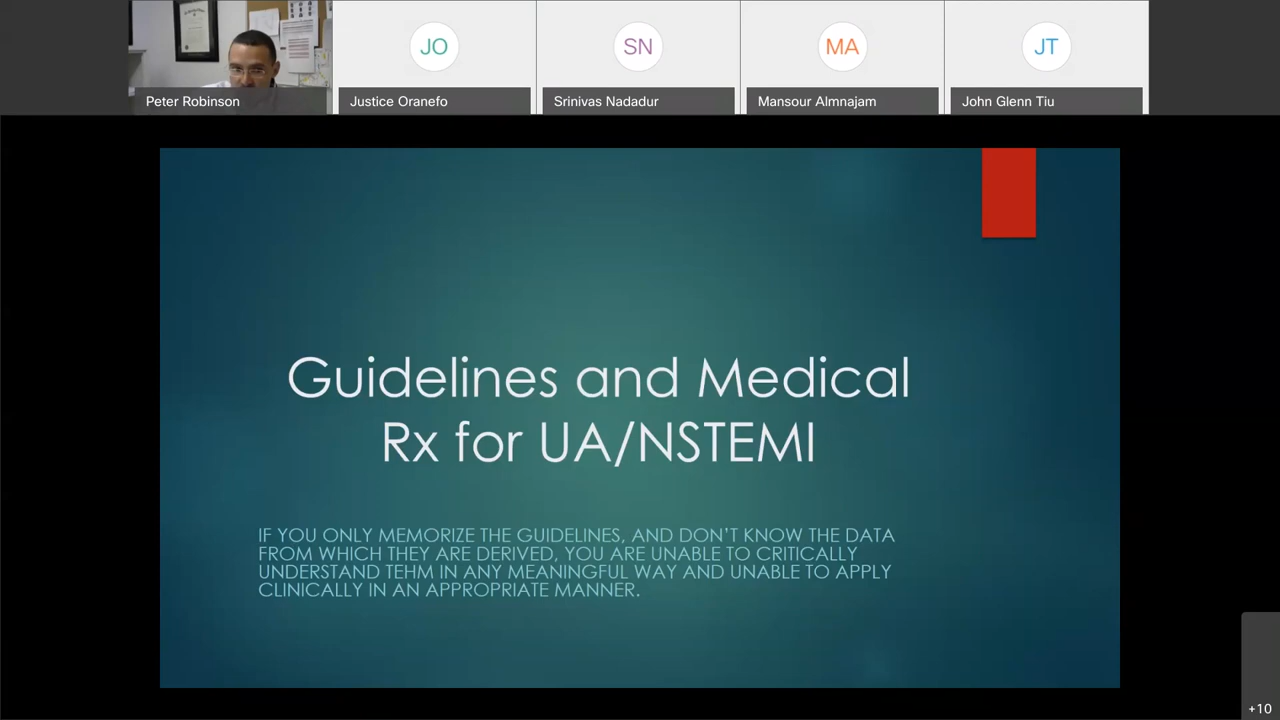 JO
SN
MA
JT
Peter Robinson
Justice Oranefo
Srinivas Nadadur
Mansour Almnajam
John Glenn Tiu
Guidelines and Medical
Rx for UA/NSTEMI
IF YOU ONLY MEMORIZE THE GUIDELINES, AND DON'T KNOW THE DATA
FROM WHICH THEY ARE DERIVED, YOU ARE UNABLE TO CRITICALLY
UNDERSTAND TEHM IN ANY MEANINGFUL WAY AND UNABLE TO APPLY
CLINICALLY IN AN APPROPRIATE MANNER.
+10